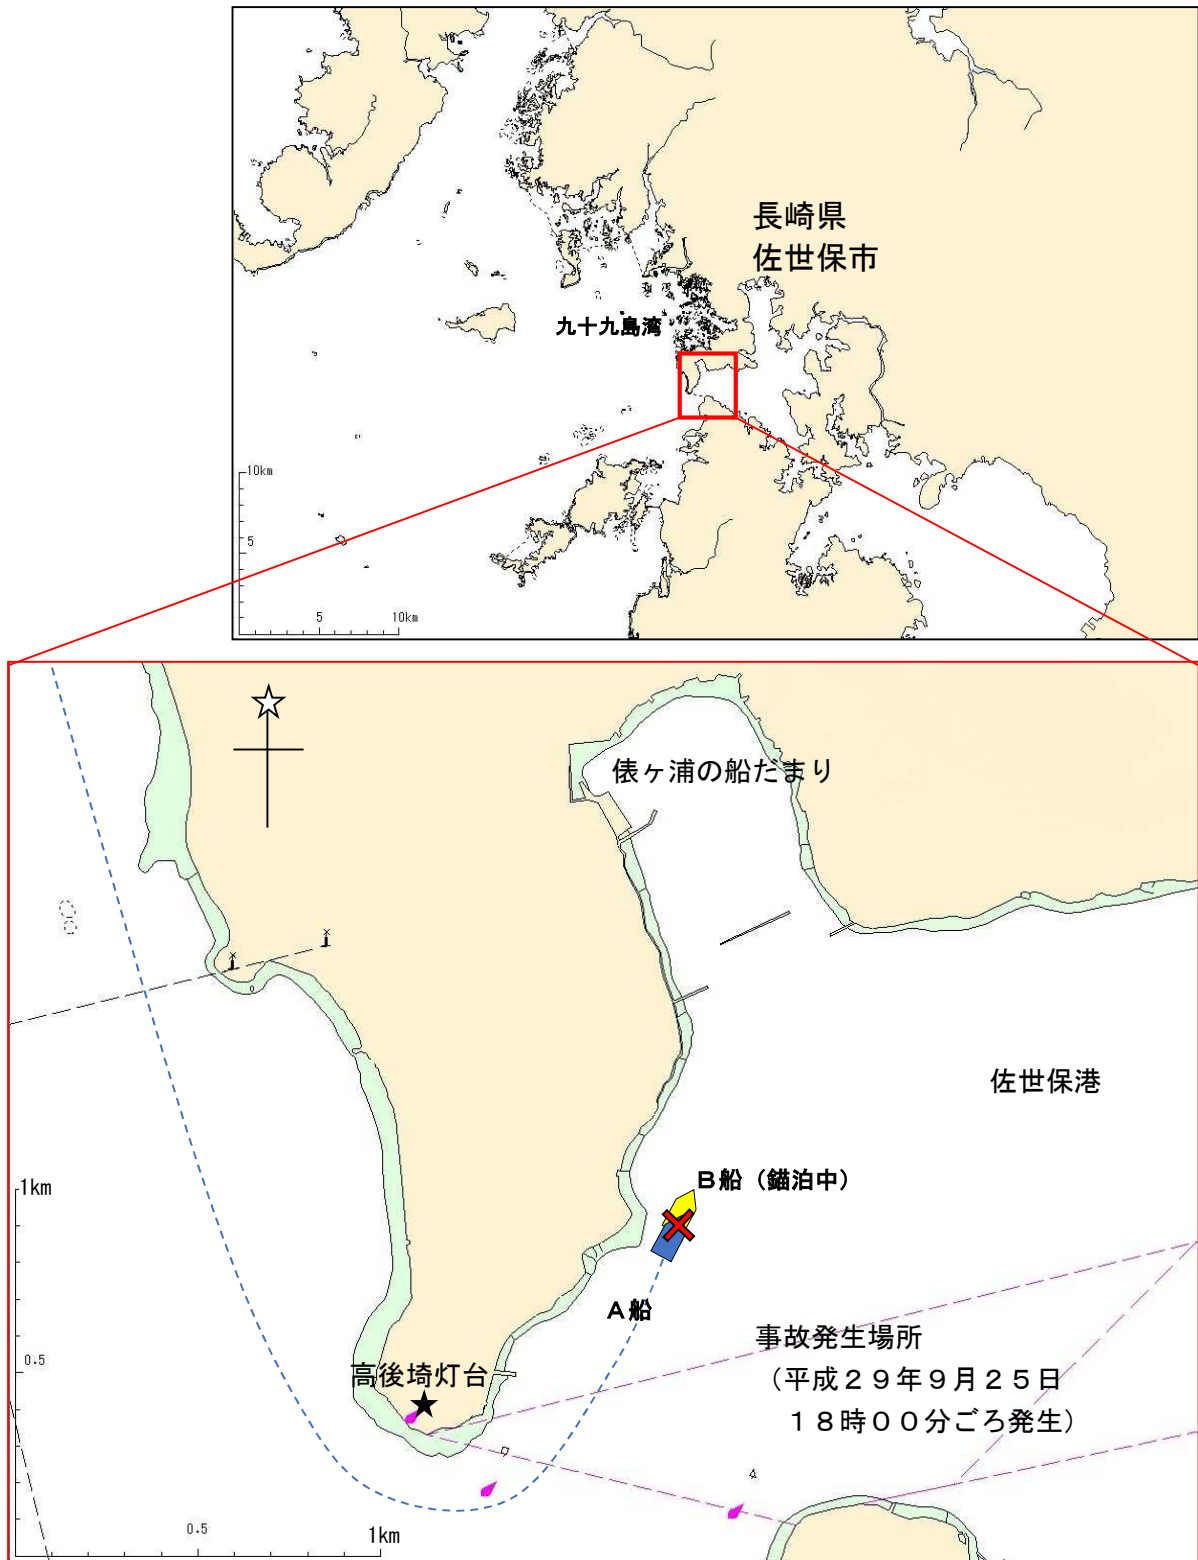 長崎県
佐世保市
九十九島湾
10km
5
5
10km
俵ヶ浦の船だまり
佐世保港
B船（錨泊中）
1km
A船
事故発生場所
0.5
高後埼灯台
（平成２９年９月２５日
１８時００分ごろ発生）
0.5
1km